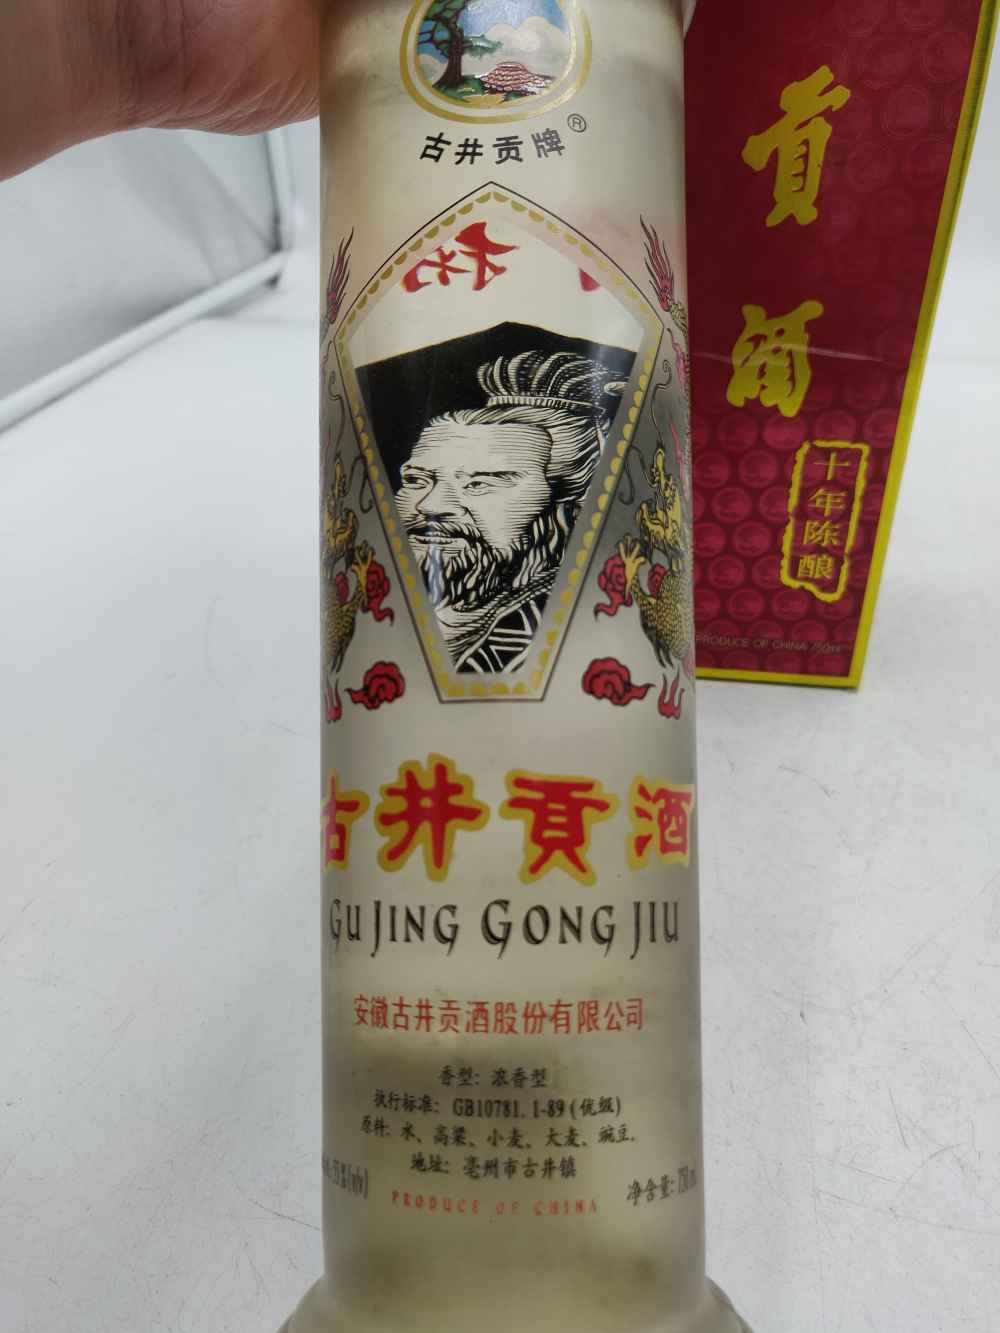 古井贡牌®
古井贡酒
GU JING GONG JIU
安徽古井贡酒股份有限公司
香型：浓香型
执行标准：GB10781.1-89（优级）
原料：水、高粱、小麦、大麦、豌豆。
地址：亳州市古井镇
55%(v/v)
净含量：750ml
PRODUCE OF CHINA
贡
酒
十年陈酿
PRODUCE OF CHINA 750ml